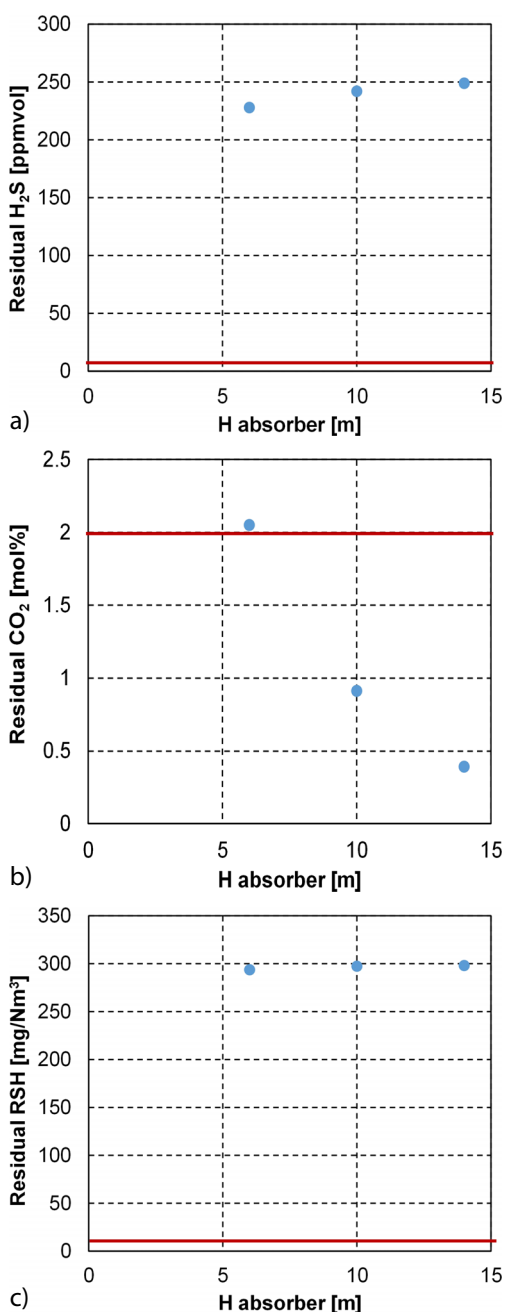 300
250
200
150
100
50
0
Residual H₂S [ppmvol]
0 5 10 15
H absorber [m]
a)
2.5
2
1.5
1
0.5
0
Residual CO₂ [mol%]
0 5 10 15
H absorber [m]
b)
350
300
250
200
150
100
50
0
Residual RSH [mg/Nm³]
0 5 10 15
H absorber [m]
c)